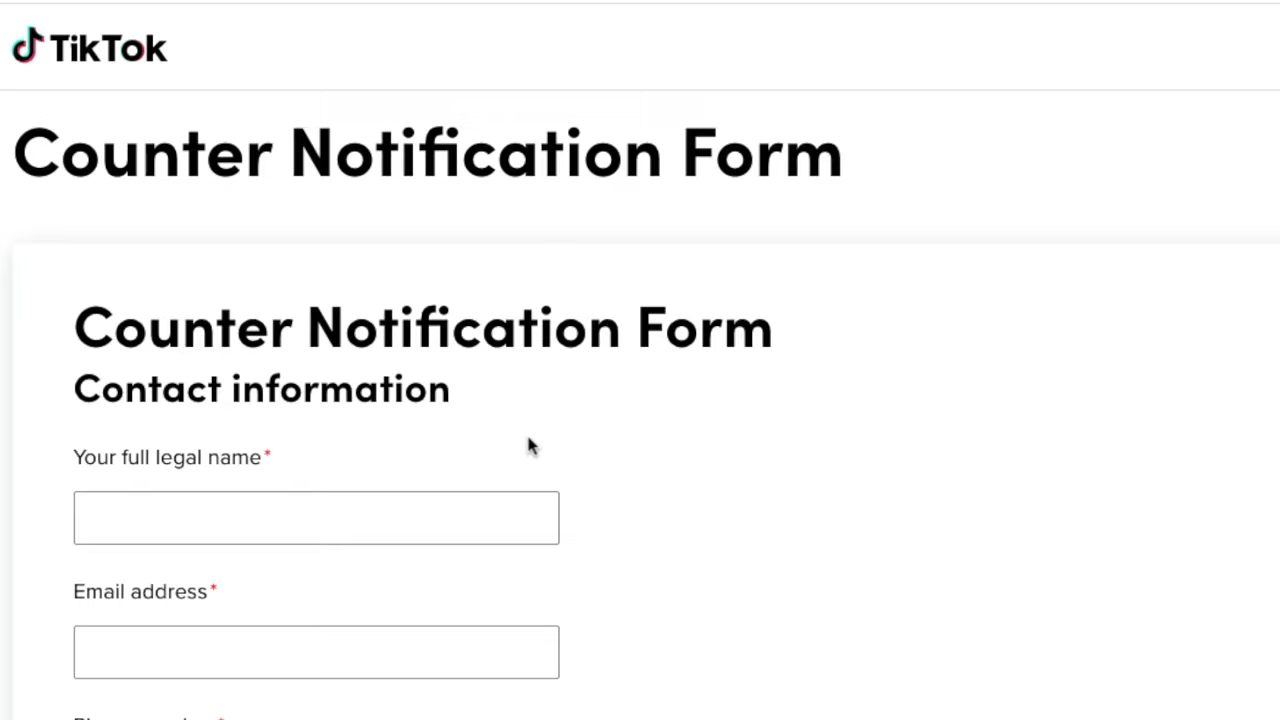 TikTok
Counter Notification Form
Counter Notification Form
Contact information
Your full legal name*
Email address*